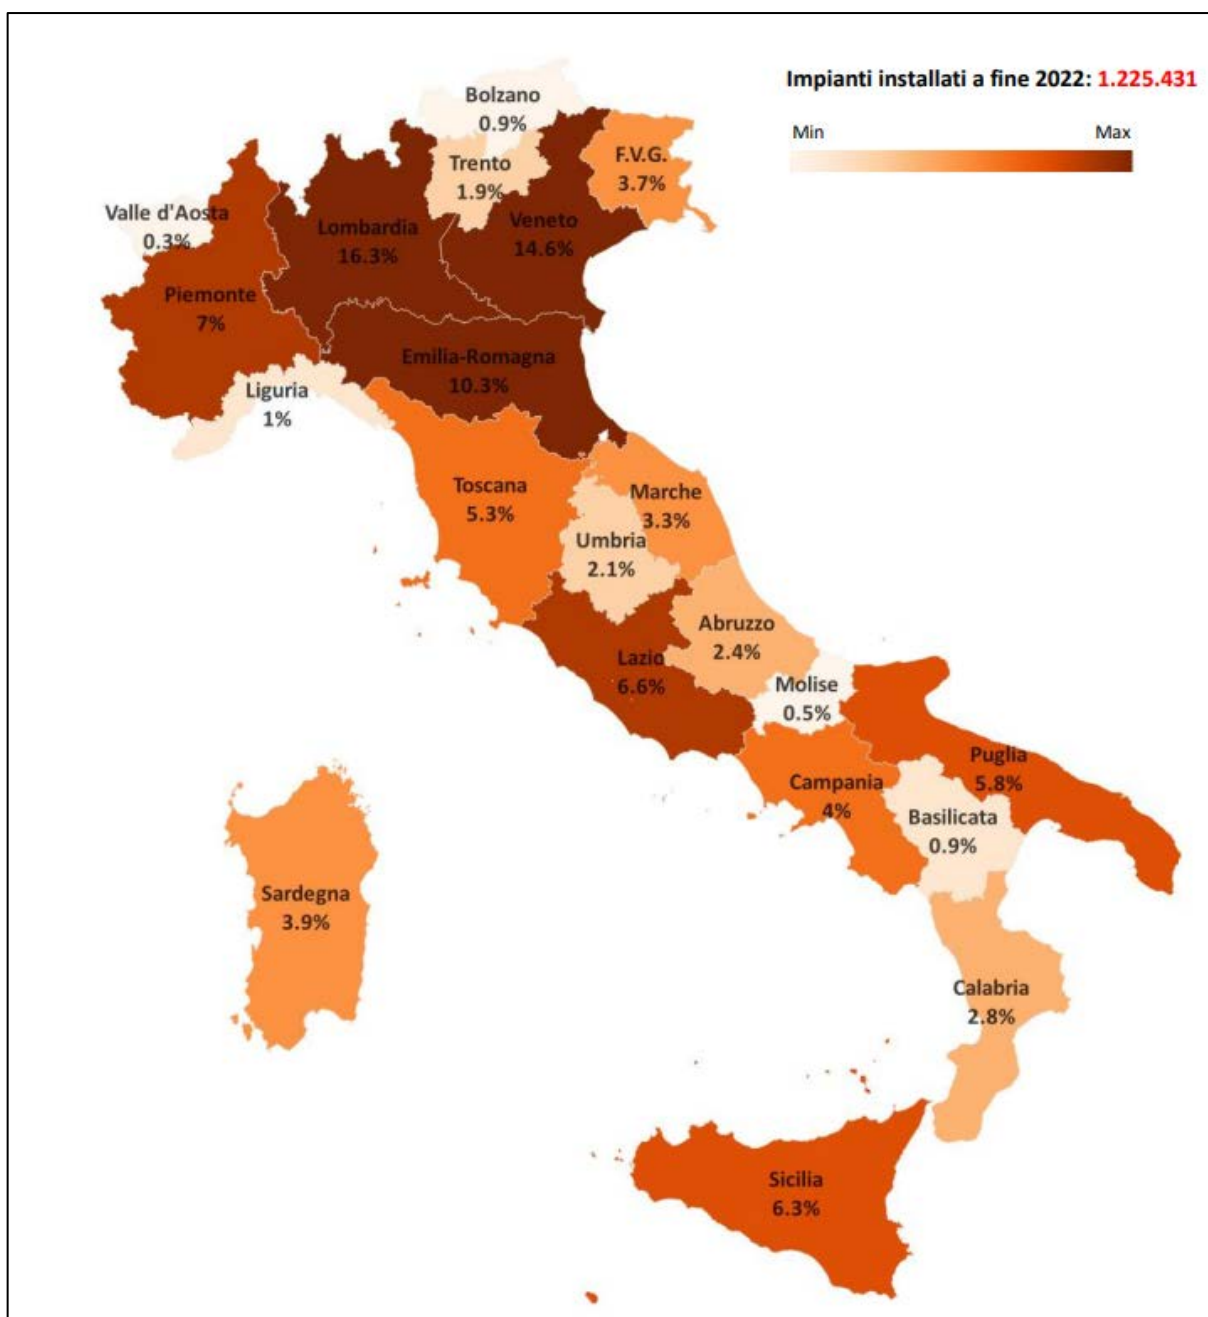 Impianti installati a fine 2022: 1.225.431
Min Max
Bolzano
0.9%
Trento
1.9%
F.V.G.
3.7%
Valle d'Aosta
0.3%
Lombardia
16.3%
Veneto
14.6%
Piemonte
7%
Emilia-Romagna
10.3%
Liguria
1%
Toscana
5.3%
Marche
3.3%
Umbria
2.1%
Abruzzo
2.4%
Lazio
6.6%
Molise
0.5%
Puglia
5.8%
Campania
4%
Basilicata
0.9%
Sardegna
3.9%
Calabria
2.8%
Sicilia
6.3%